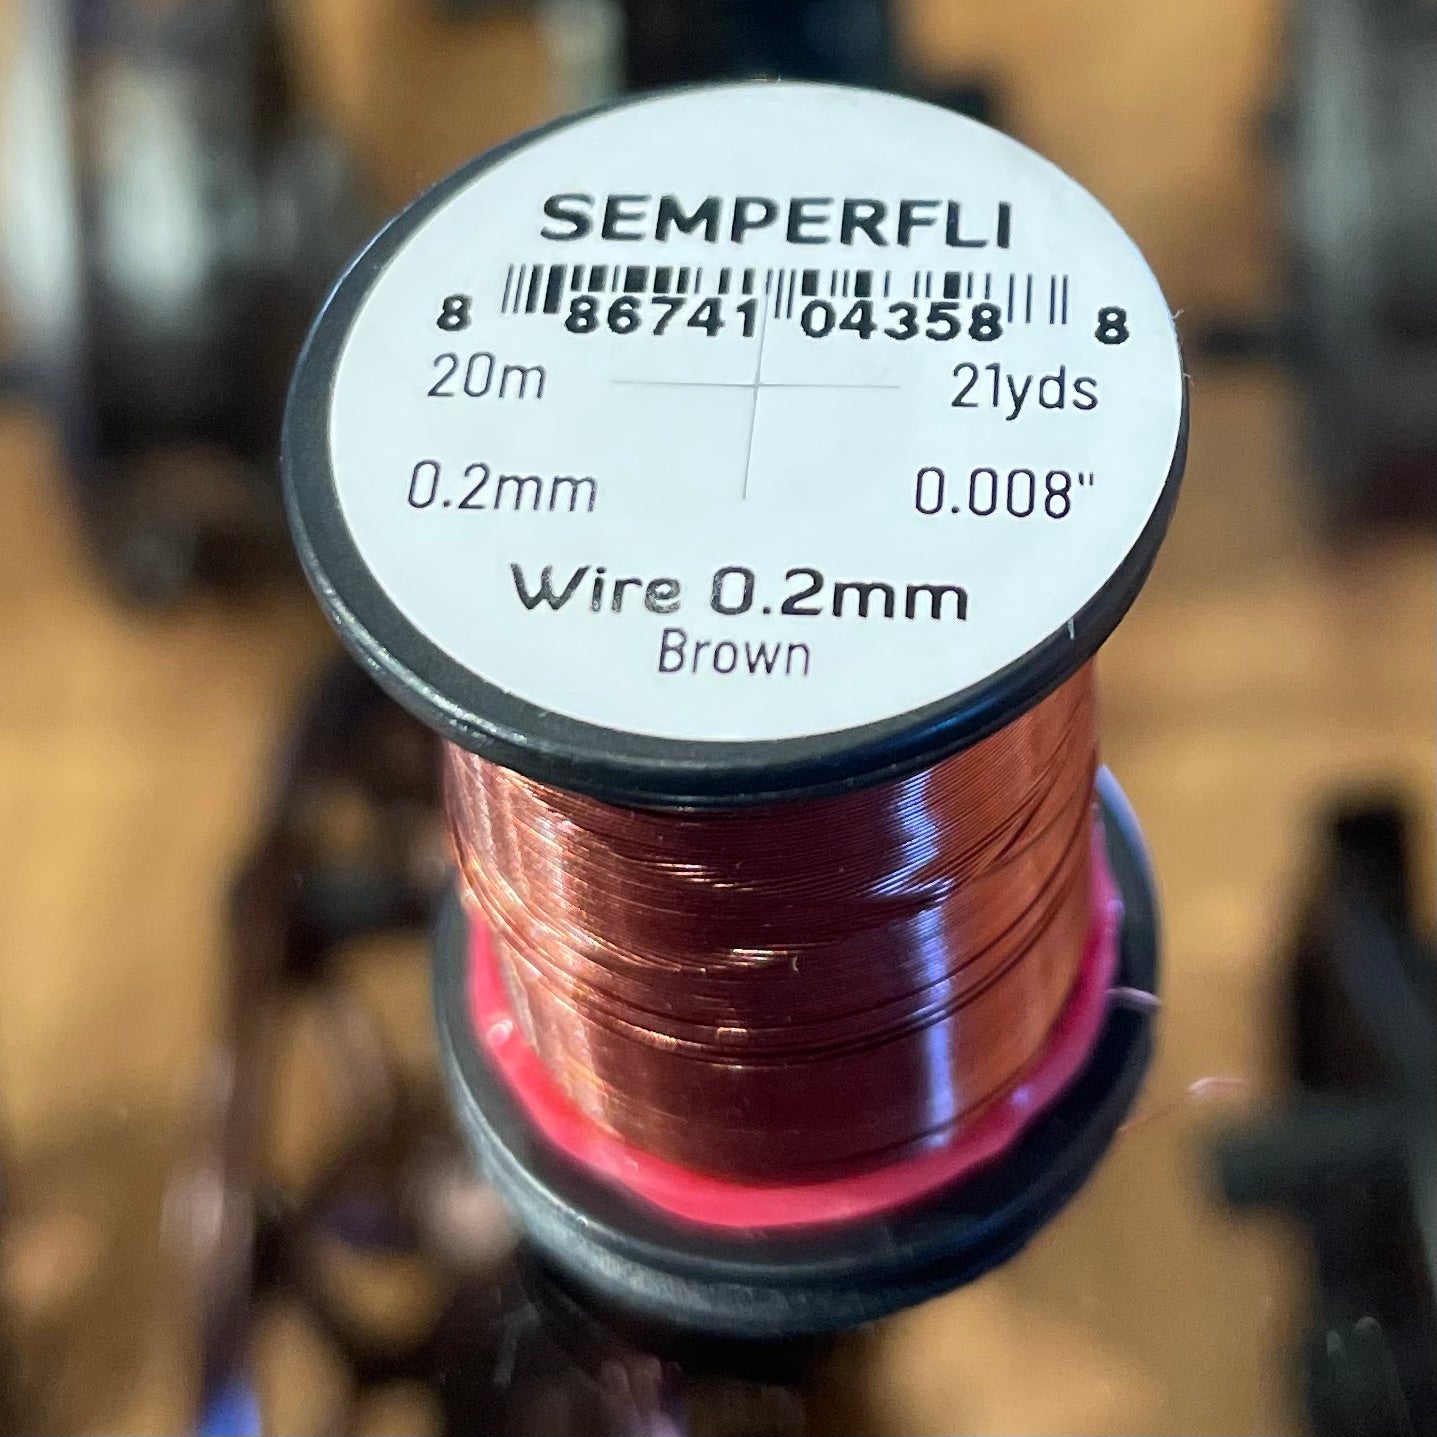 SEMPERFLI
8 86741 04358 8
20m 21yds
0.2mm 0.008"
Wire 0.2mm
Brown